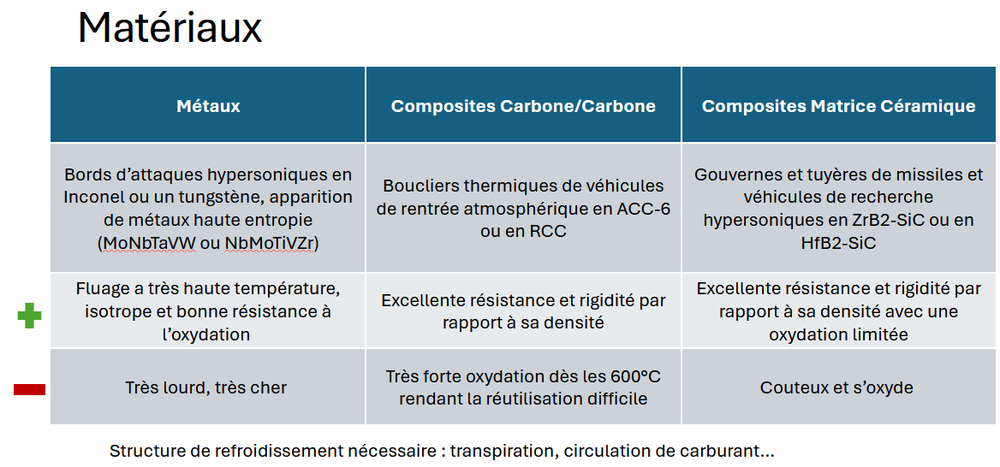 Matériaux
Métaux
Composites Carbone/Carbone
Composites Matrice Céramique
Bords d’attaques hypersoniques en
Inconel ou un tungstène, apparition
de métaux haute entropie
(MoNbTaVW ou NbMoTiVZr)
Boucliers thermiques de véhicules
de rentrée atmosphérique en ACC-6
ou en RCC
Gouvernes et tuyères de missiles et
véhicules de recherche
hypersoniques en ZrB2-SiC ou en
HfB2-SiC
Fluage a très haute température,
isotrope et bonne résistance à
l’oxydation
Excellente résistance et rigidité par
rapport à sa densité
Excellente résistance et rigidité par
rapport à sa densité avec une
oxydation limitée
Très lourd, très cher
Très forte oxydation dès les 600°C
rendant la réutilisation difficile
Couteux et s’oxyde
Structure de refroidissement nécessaire : transpiration, circulation de carburant…